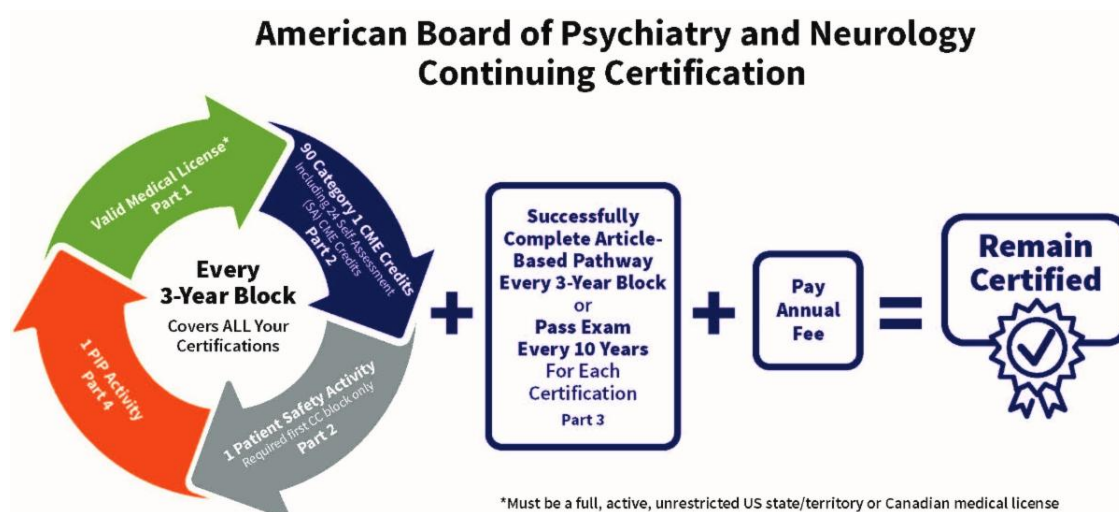 American Board of Psychiatry and Neurology
Continuing Certification
Valid Medical License*
Part 1
90 Category 1 CME Credits
Including 24 Self-Assessment
(SA) CME Credits
Part 2
1 Patient Safety Activity
Required first CC block only
Part 2
1 PIP Activity
Part 4
Every
3-Year Block
Covers ALL Your
Certifications
+
Successfully
Complete Article-
Based Pathway
Every 3-Year Block
or
Pass Exam
Every 10 Years
For Each
Certification
Part 3
+
Pay
Annual
Fee
=
Remain
Certified
*Must be a full, active, unrestricted US state/territory or Canadian medical license